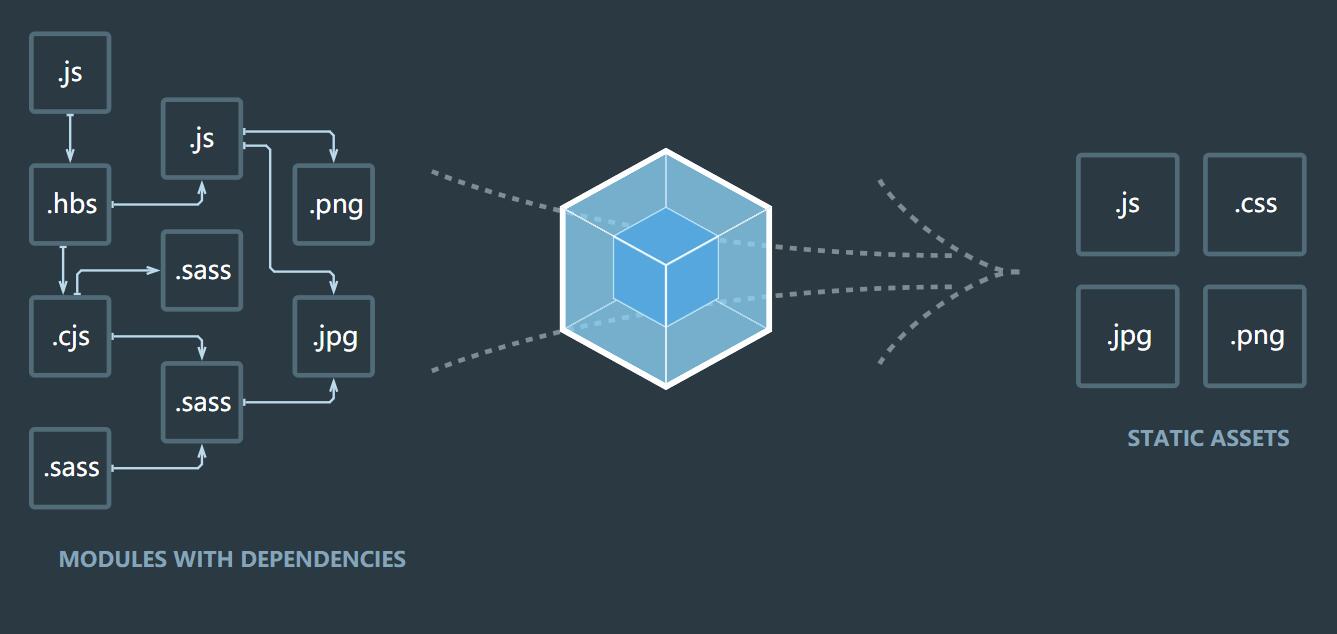 .js
.js
.hbs
.png
.sass
.cjs
.jpg
.sass
.sass
MODULES WITH DEPENDENCIES
.js
.css
.jpg
.png
STATIC ASSETS